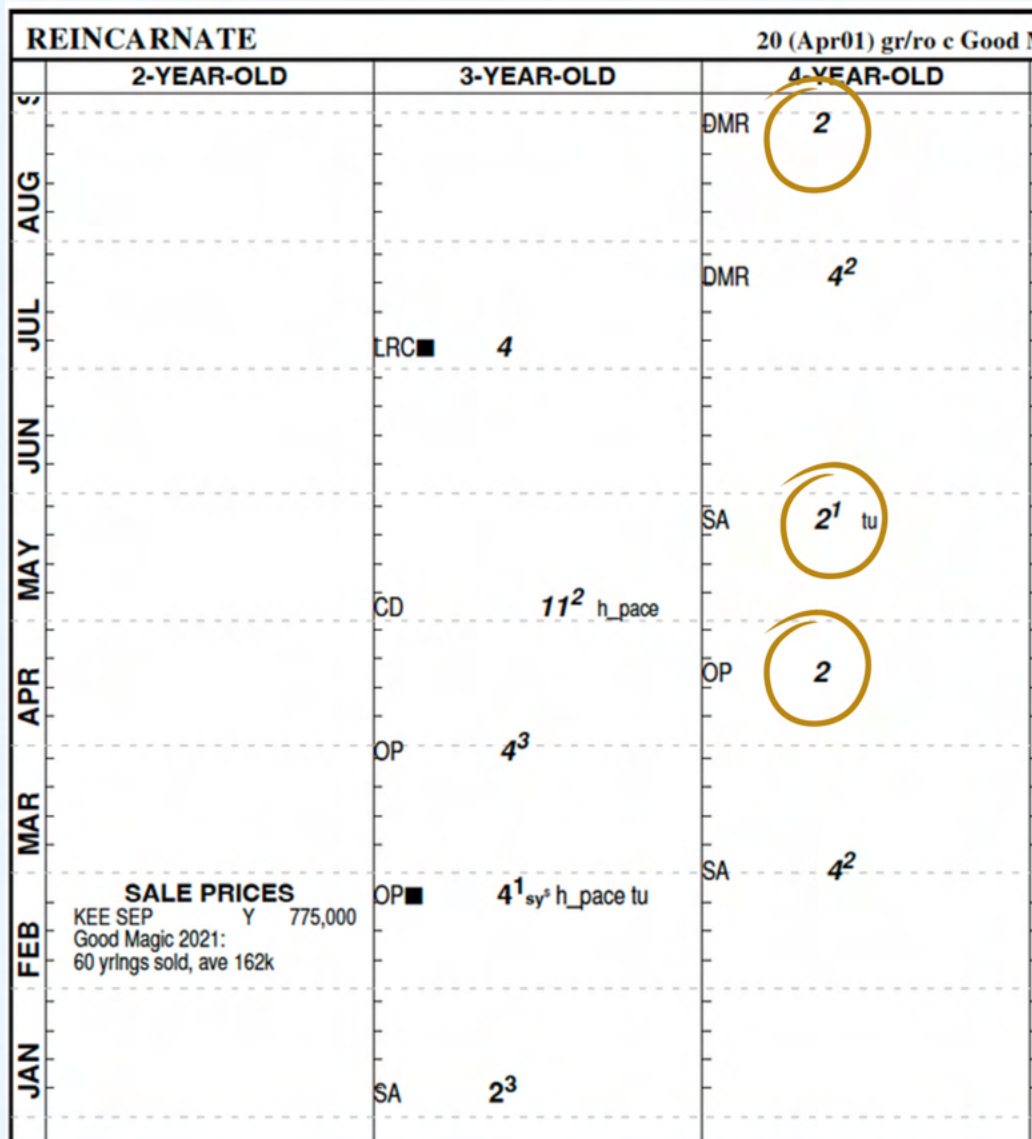 REINCARNATE 20 (Apr01) gr/ro c Good
2-YEAR-OLD 3-YEAR-OLD 4-YEAR-OLD
DMR 2
AUG
DMR 4²
JUL
LRC■ 4
JUN
SA 2¹ tu
MAY
CD 11² h_pace
OP 2
APR
OP 4³
MAR
SA 4²
SALE PRICES
OP■ 4¹ syˢ h_pace tu
KEE SEP Y 775,000
FEB
Good Magic 2021:
60 yrlngs sold, ave 162k
JAN
SA 2³